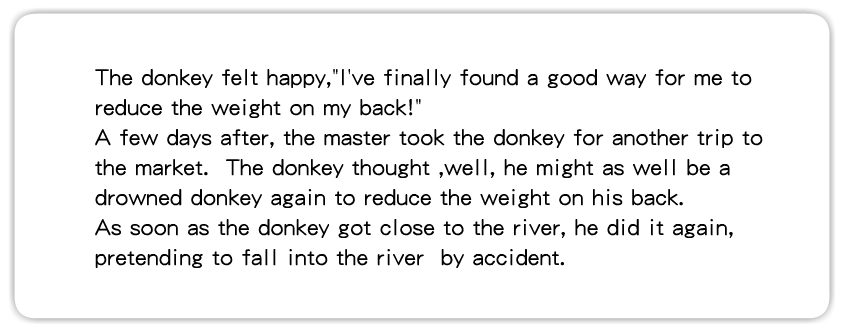 The donkey felt happy,"I've finally found a good way for me to
reduce the weight on my back!"
A few days after, the master took the donkey for another trip to
the market.  The donkey thought ,well, he might as well be a
drowned donkey again to reduce the weight on his back.
As soon as the donkey got close to the river, he did it again,
pretending to fall into the river  by accident.